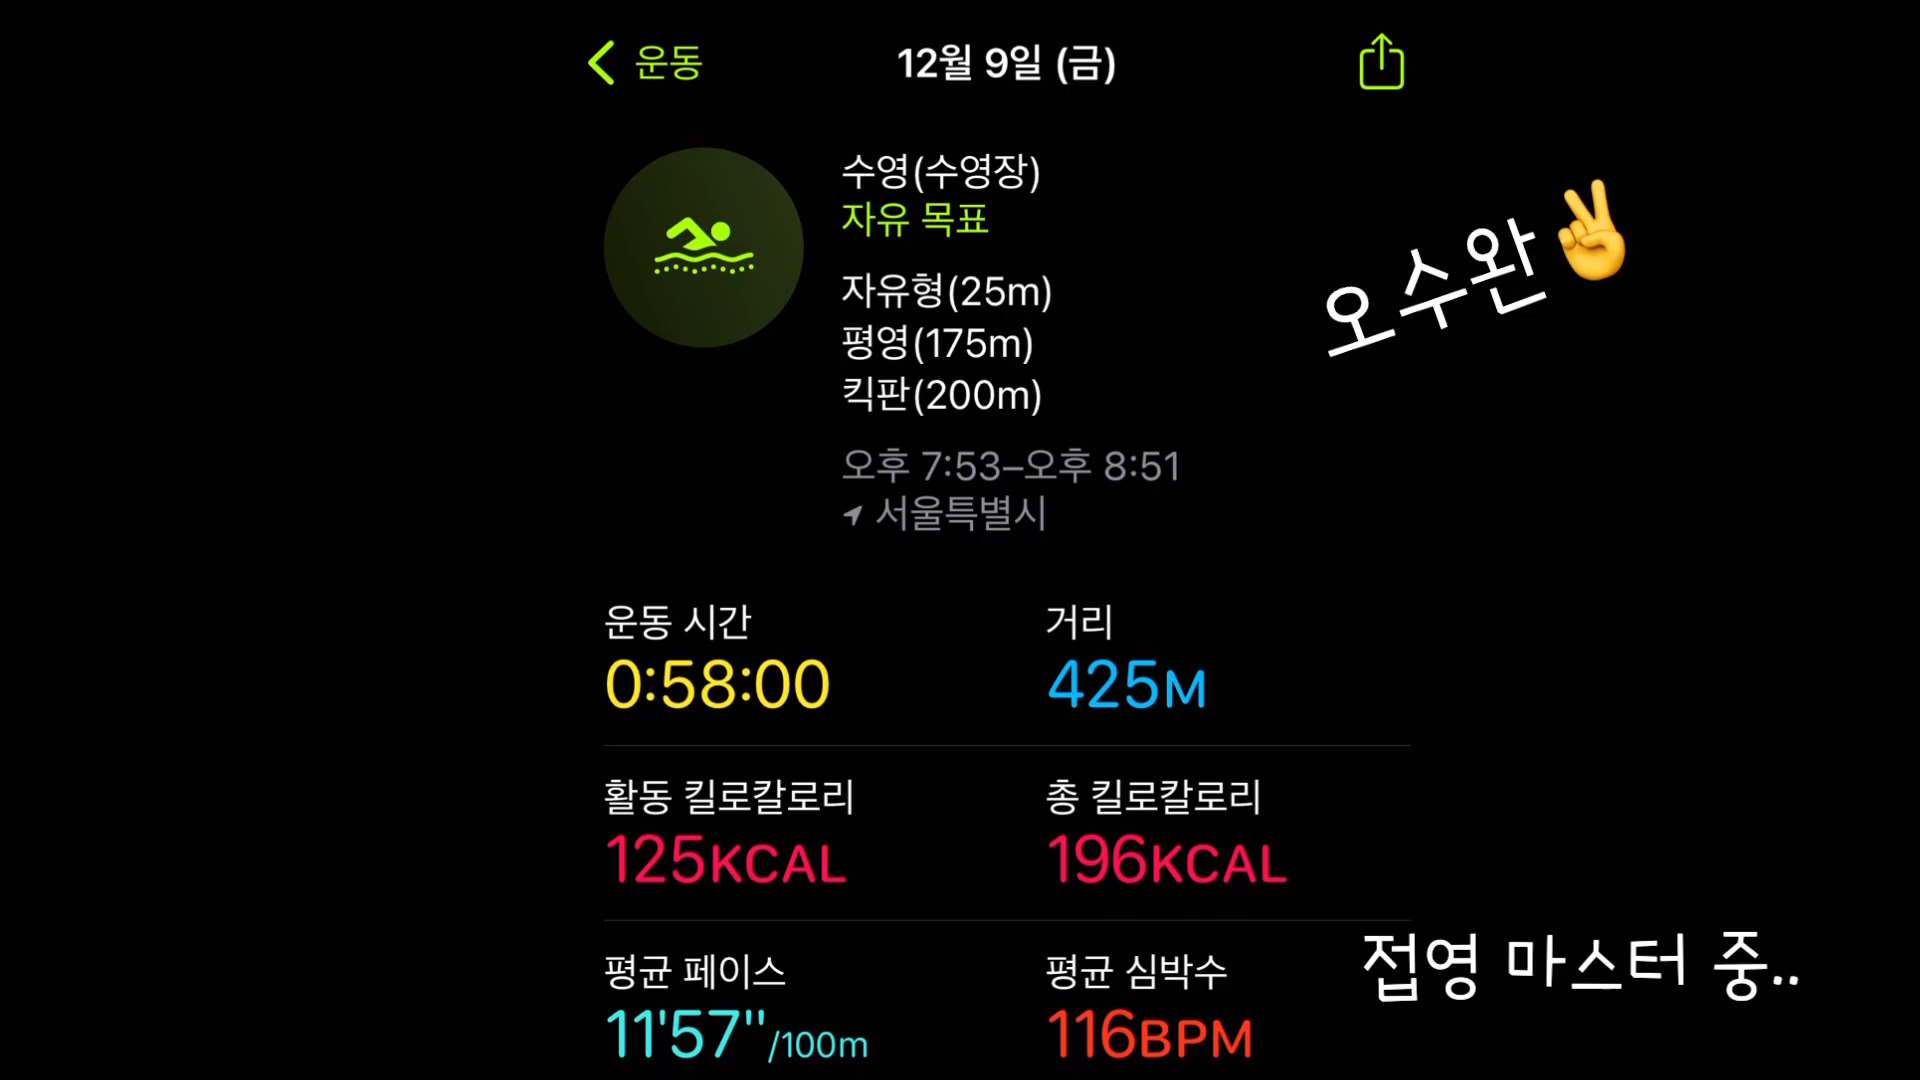 운동
12월 9일 (금)
수영(수영장)
자유 목표
자유형(25m)
평영(175m)
킥판(200m)
오후 7:53–오후 8:51
서울특별시
오수완✌️
운동 시간
0:58:00
거리
425M
활동 킬로칼로리
125KCAL
총 킬로칼로리
196KCAL
평균 페이스
11'57"/100m
평균 심박수
116BPM
접영 마스터 중..